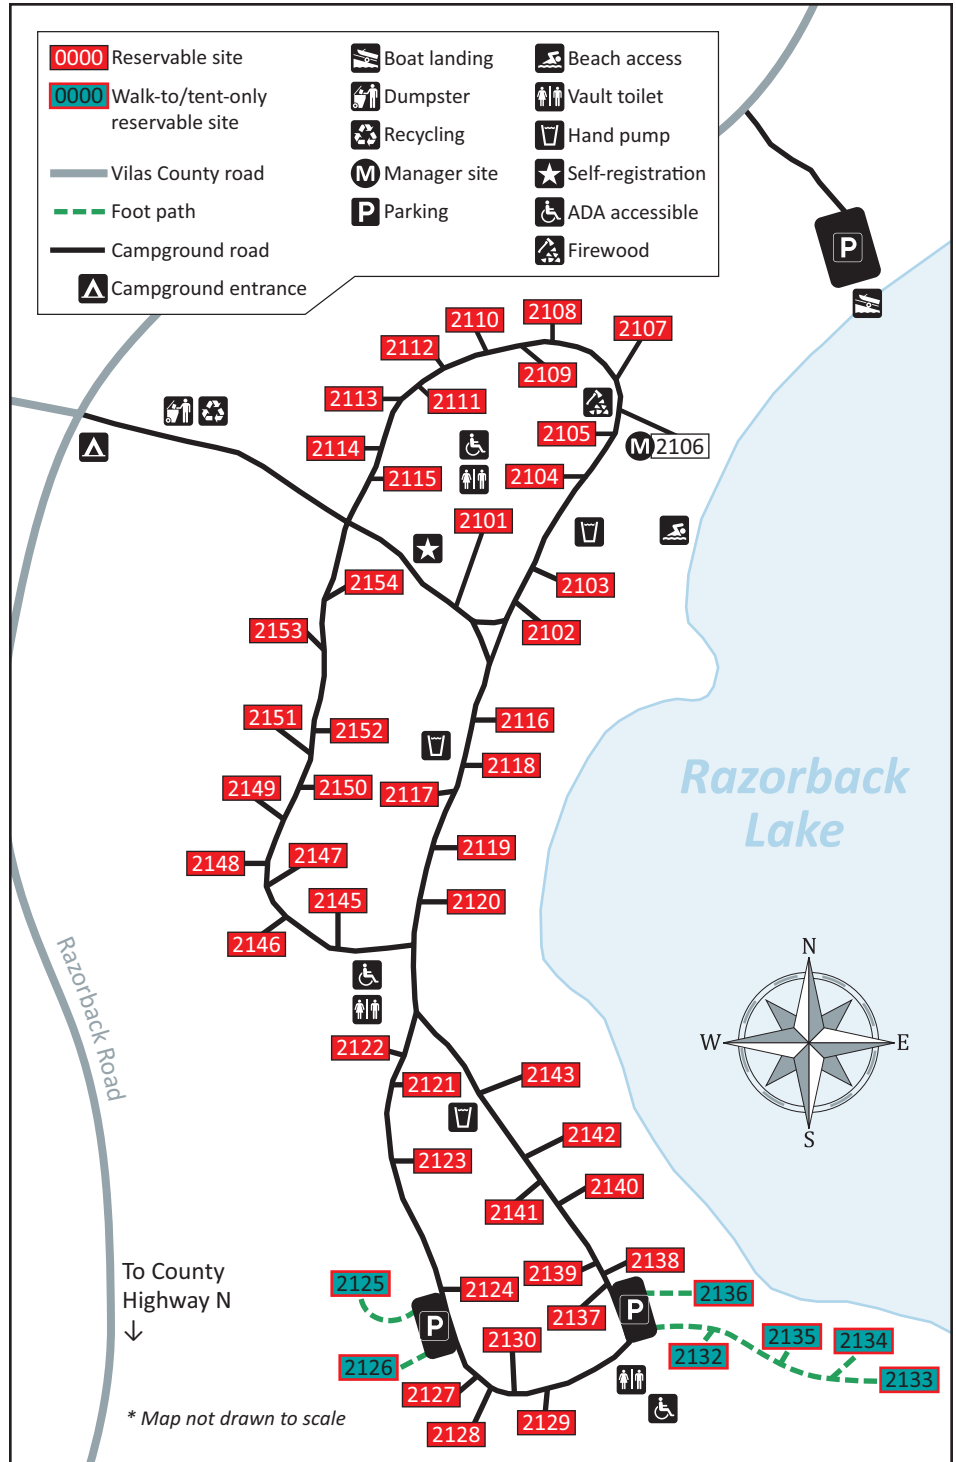 0000 Reservable site
0000 Walk-to/tent-only
reservable site
Vilas County road
Foot path
Campground road
Campground entrance
Boat landing
Dumpster
Recycling
M Manager site
P Parking
Beach access
Vault toilet
Hand pump
Self-registration
ADA accessible
Firewood
P
2108
2110
2107
2112
2109
2113
2111
2105
M 2106
2114
2115
2104
2101
2154
2103
2153
2102
2151
2116
2152
2118
2149
2150
2117
Razorback
Lake
2148
2147
2119
2145
2120
2146
N
W
E
S
Razorback Road
2122
2121
2143
2142
2123
2140
2141
To County
Highway N
2125
2124
2139
2138
2136
P
P
2137
2130
2126
2132
2135
2134
2133
2127
2128
2129
* Map not drawn to scale